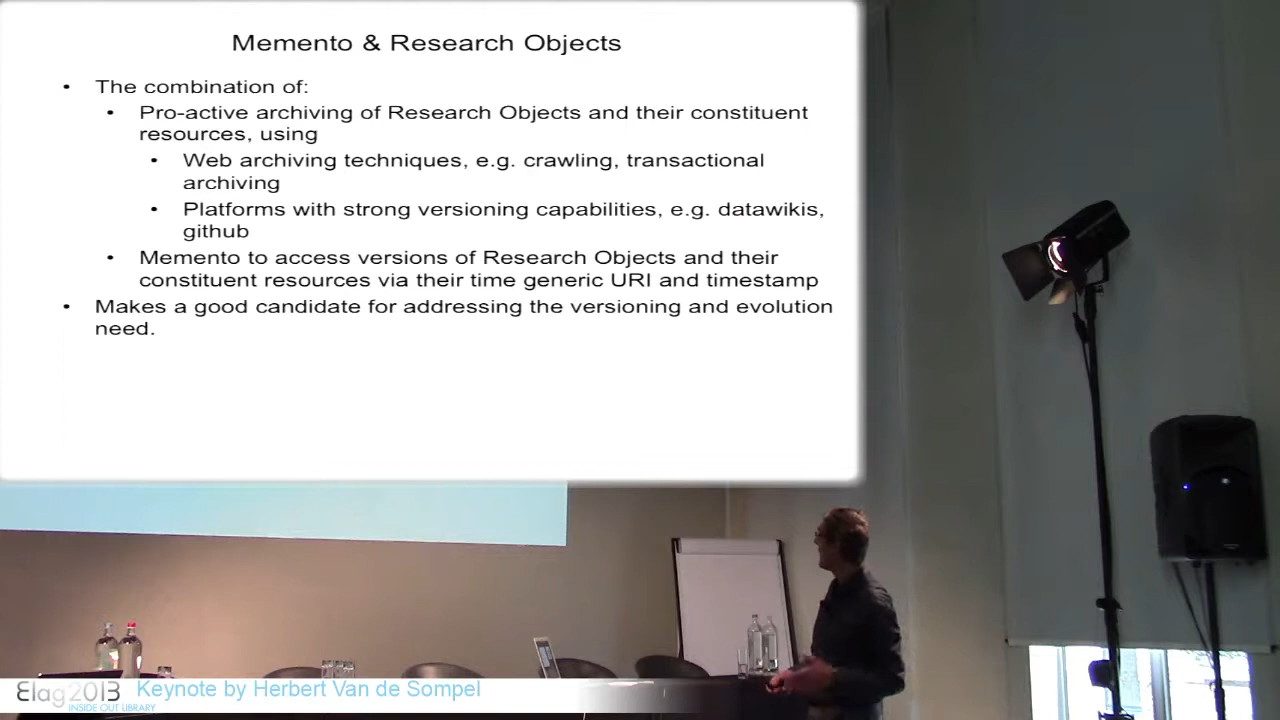 Memento & Research Objects
• The combination of:
• Pro-active archiving of Research Objects and their constituent
resources, using
• Web archiving techniques, e.g. crawling, transactional
archiving
• Platforms with strong versioning capabilities, e.g. datawikis,
github
• Memento to access versions of Research Objects and their
constituent resources via their time generic URI and timestamp
• Makes a good candidate for addressing the versioning and evolution
need.
Elag2013 Keynote by Herbert Van de Sompel
INSIDE OUT LIBRARY